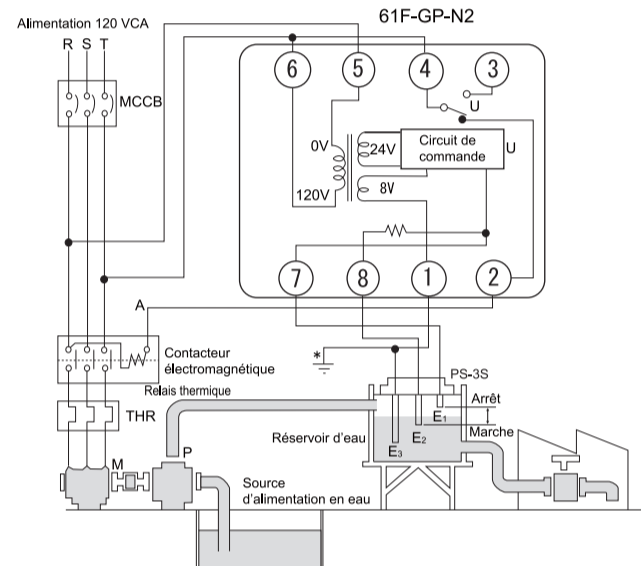 61F-GP-N2
Alimentation 120 VCA
R S T
MCCB
6 5 4 3
U
0V
24V
Circuit de
commande
U
120V
8V
7 8 1 2
A
*
Contacteur
électromagnétique
PS-3S
Relais thermique
Arrêt
THR
E1
Réservoir d'eau
E2
Marche
E3
M
P
Source
d'alimentation en eau